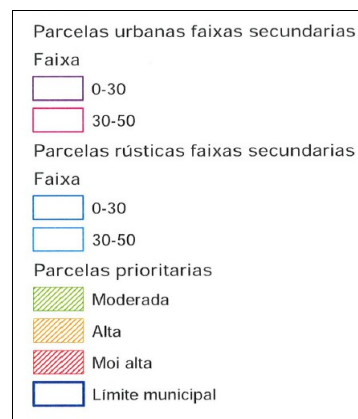 Parcelas urbanas faixas secundarias
Faixa
0-30
30-50
Parcelas rústicas faixas secundarias
Faixa
0-30
30-50
Parcelas prioritarias
Moderada
Alta
Moi alta
Límite municipal